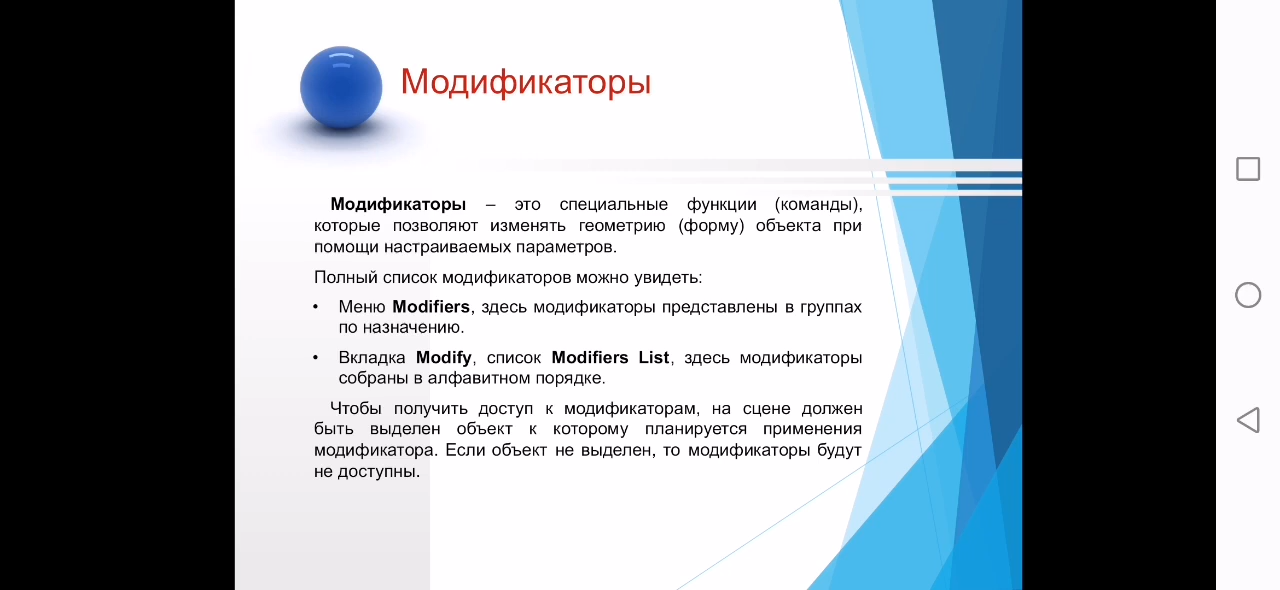 Модификаторы
Модификаторы – это специальные функции (команды),
которые позволяют изменять геометрию (форму) объекта при
помощи настраиваемых параметров.
Полный список модификаторов можно увидеть:
• Меню Modifiers, здесь модификаторы представлены в группах
по назначению.
• Вкладка Modify, список Modifiers List, здесь модификаторы
собраны в алфавитном порядке.
Чтобы получить доступ к модификаторам, на сцене должен
быть выделен объект к которому планируется применения
модификатора. Если объект не выделен, то модификаторы будут
не доступны.